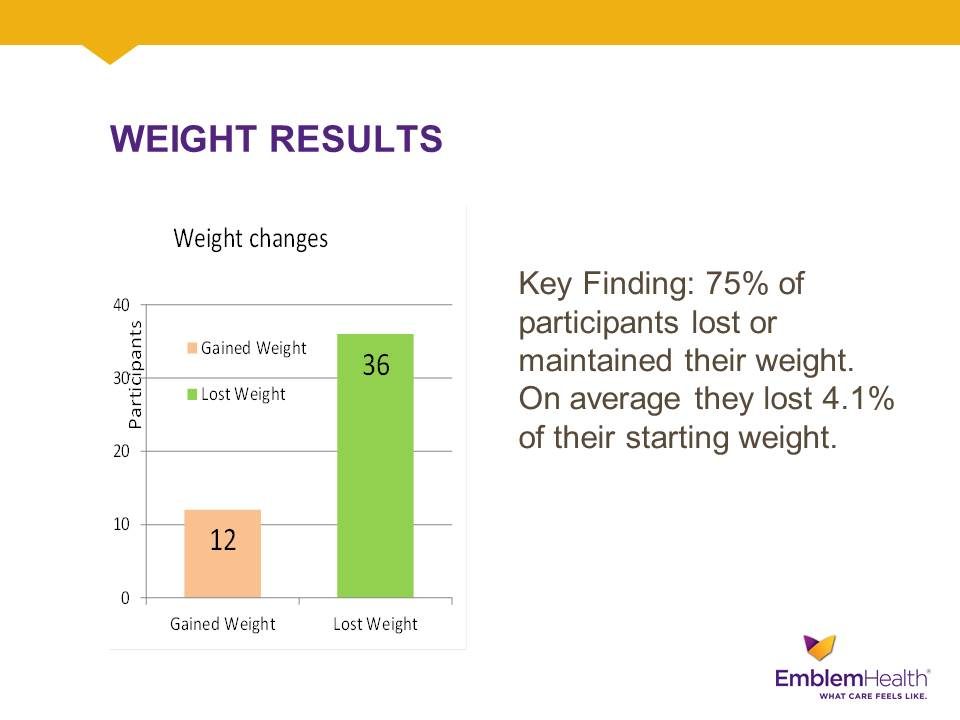 WEIGHT RESULTS
Weight changes
40
30
20
10
0
Participants
Gained Weight
Lost Weight
12
36
Gained Weight
Lost Weight
Key Finding: 75% of
participants lost or
maintained their weight.
On average they lost 4.1%
of their starting weight.
EmblemHealth®
WHAT CARE FEELS LIKE.